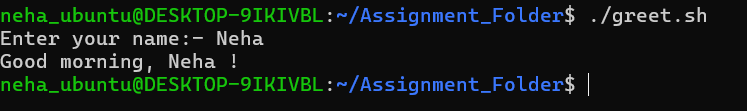 neha_ubuntu@DESKTOP-9IKIVBL:~/Assignment_Folder$ ./greet.sh
Enter your name:- Neha
Good morning, Neha !
neha_ubuntu@DESKTOP-9IKIVBL:~/Assignment_Folder$